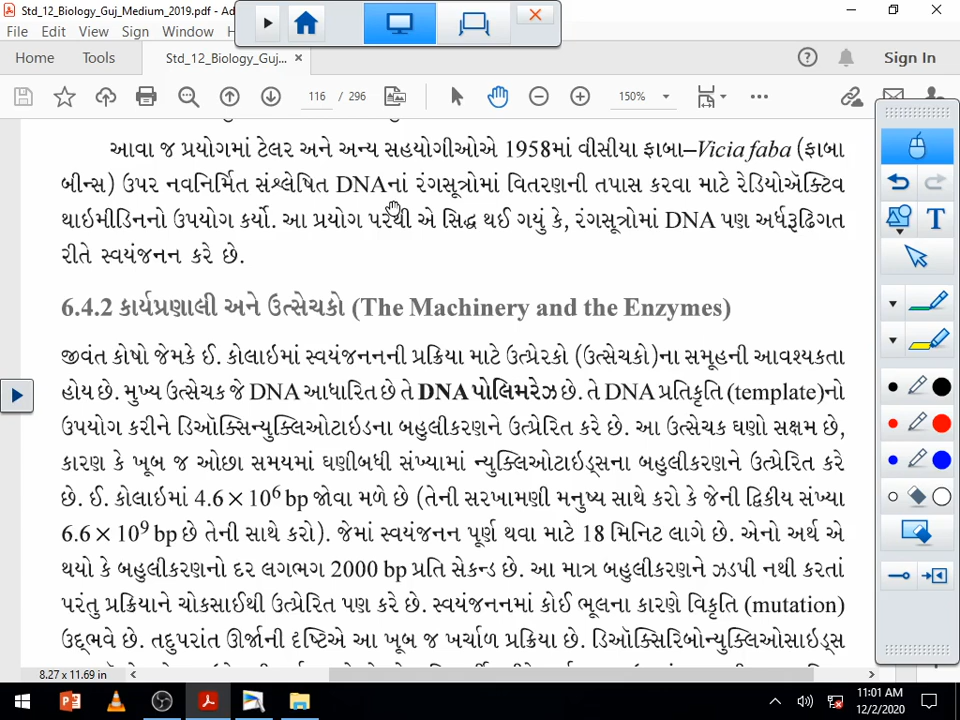 Std_12_Biology_Guj_Medium_2019.pdf - Ad
File Edit View Sign Window
Home Tools Std_12_Biology_Guj... × Sign In
116 / 296 150%
આવા જ પ્રયોગમાં ટેલર અને અન્ય સહયોગીઓએ 1958માં વીસીયા ફાબા–Vicia faba (ફાબા
બીન્સ) ઉપર નવનિર્મિત સંશ્લેષિત DNAનાં રંગસૂત્રોમાં વિતરણની તપાસ કરવા માટે રેડિયોઍક્ટિવ
થાઇમીડિનનો ઉપયોગ કર્યો. આ પ્રયોગ પરથી એ સિદ્ધ થઈ ગયું કે, રંગસૂત્રોમાં DNA પણ અર્ધરૂઢિગત
રીતે સ્વયંજનન કરે છે.
6.4.2 કાર્યપ્રણાલી અને ઉત્સેચકો (The Machinery and the Enzymes)
જીવંત કોષો જેમકે ઈ. કોલાઇમાં સ્વયંજનનની પ્રક્રિયા માટે ઉત્પ્રેરકો (ઉત્સેચકો)ના સમૂહની આવશ્યકતા
હોય છે. મુખ્ય ઉત્સેચક જે DNA આધારિત છે તે DNA પોલિમરેઝ છે. તે DNA પ્રતિકૃતિ (template)નો
ઉપયોગ કરીને ડિઑક્સિન્યુક્લિઓટાઇડના બહુલીકરણને ઉત્પ્રેરિત કરે છે. આ ઉત્સેચક ઘણો સક્ષમ છે,
કારણ કે ખૂબ જ ઓછા સમયમાં ઘણીબધી સંખ્યામાં ન્યુક્લિઓટાઇડ્સના બહુલીકરણને ઉત્પ્રેરિત કરે
છે. ઈ. કોલાઇમાં 4.6 × 10⁶ bp જોવા મળે છે (તેની સરખામણી મનુષ્ય સાથે કરો કે જેની દ્વિકીય સંખ્યા
6.6 × 10⁹ bp છે તેની સાથે કરો). જેમાં સ્વયંજનન પૂર્ણ થવા માટે 18 મિનિટ લાગે છે. એનો અર્થ એ
થયો કે બહુલીકરણનો દર લગભગ 2000 bp પ્રતિ સેકન્ડ છે. આ માત્ર બહુલીકરણને ઝડપી નથી કરતાં
પરંતુ પ્રક્રિયાને ચોકસાઈથી ઉત્પ્રેરિત પણ કરે છે. સ્વયંજનનમાં કોઈ ભૂલના કારણે વિકૃતિ (mutation)
ઉદ્ભવે છે. તદુપરાંત ઊર્જાની દૃષ્ટિએ આ ખૂબ જ ખર્ચાળ પ્રક્રિયા છે. ડિઑક્સિરિબોન્યુક્લિઓસાઇડ્સ
8.27 x 11.69 in
11:01 AM
12/2/2020